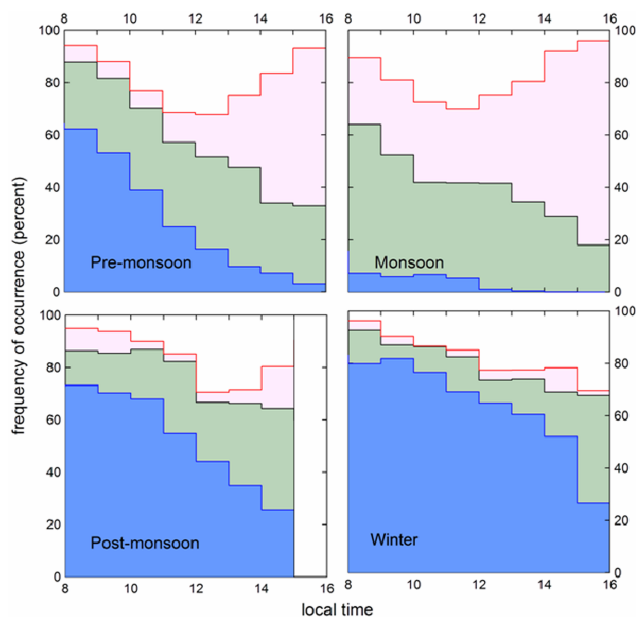 8 10 12 14 16 8 10 12 14 16
100 100
80 80
60 60
40 40
20 20
0 0
Pre-monsoon Monsoon
100 100
80 80
60 60
40 40
20 20
0 0
Post-monsoon Winter
8 10 12 14 16 8 10 12 14 16
frequency of occurrence (percent)
local time